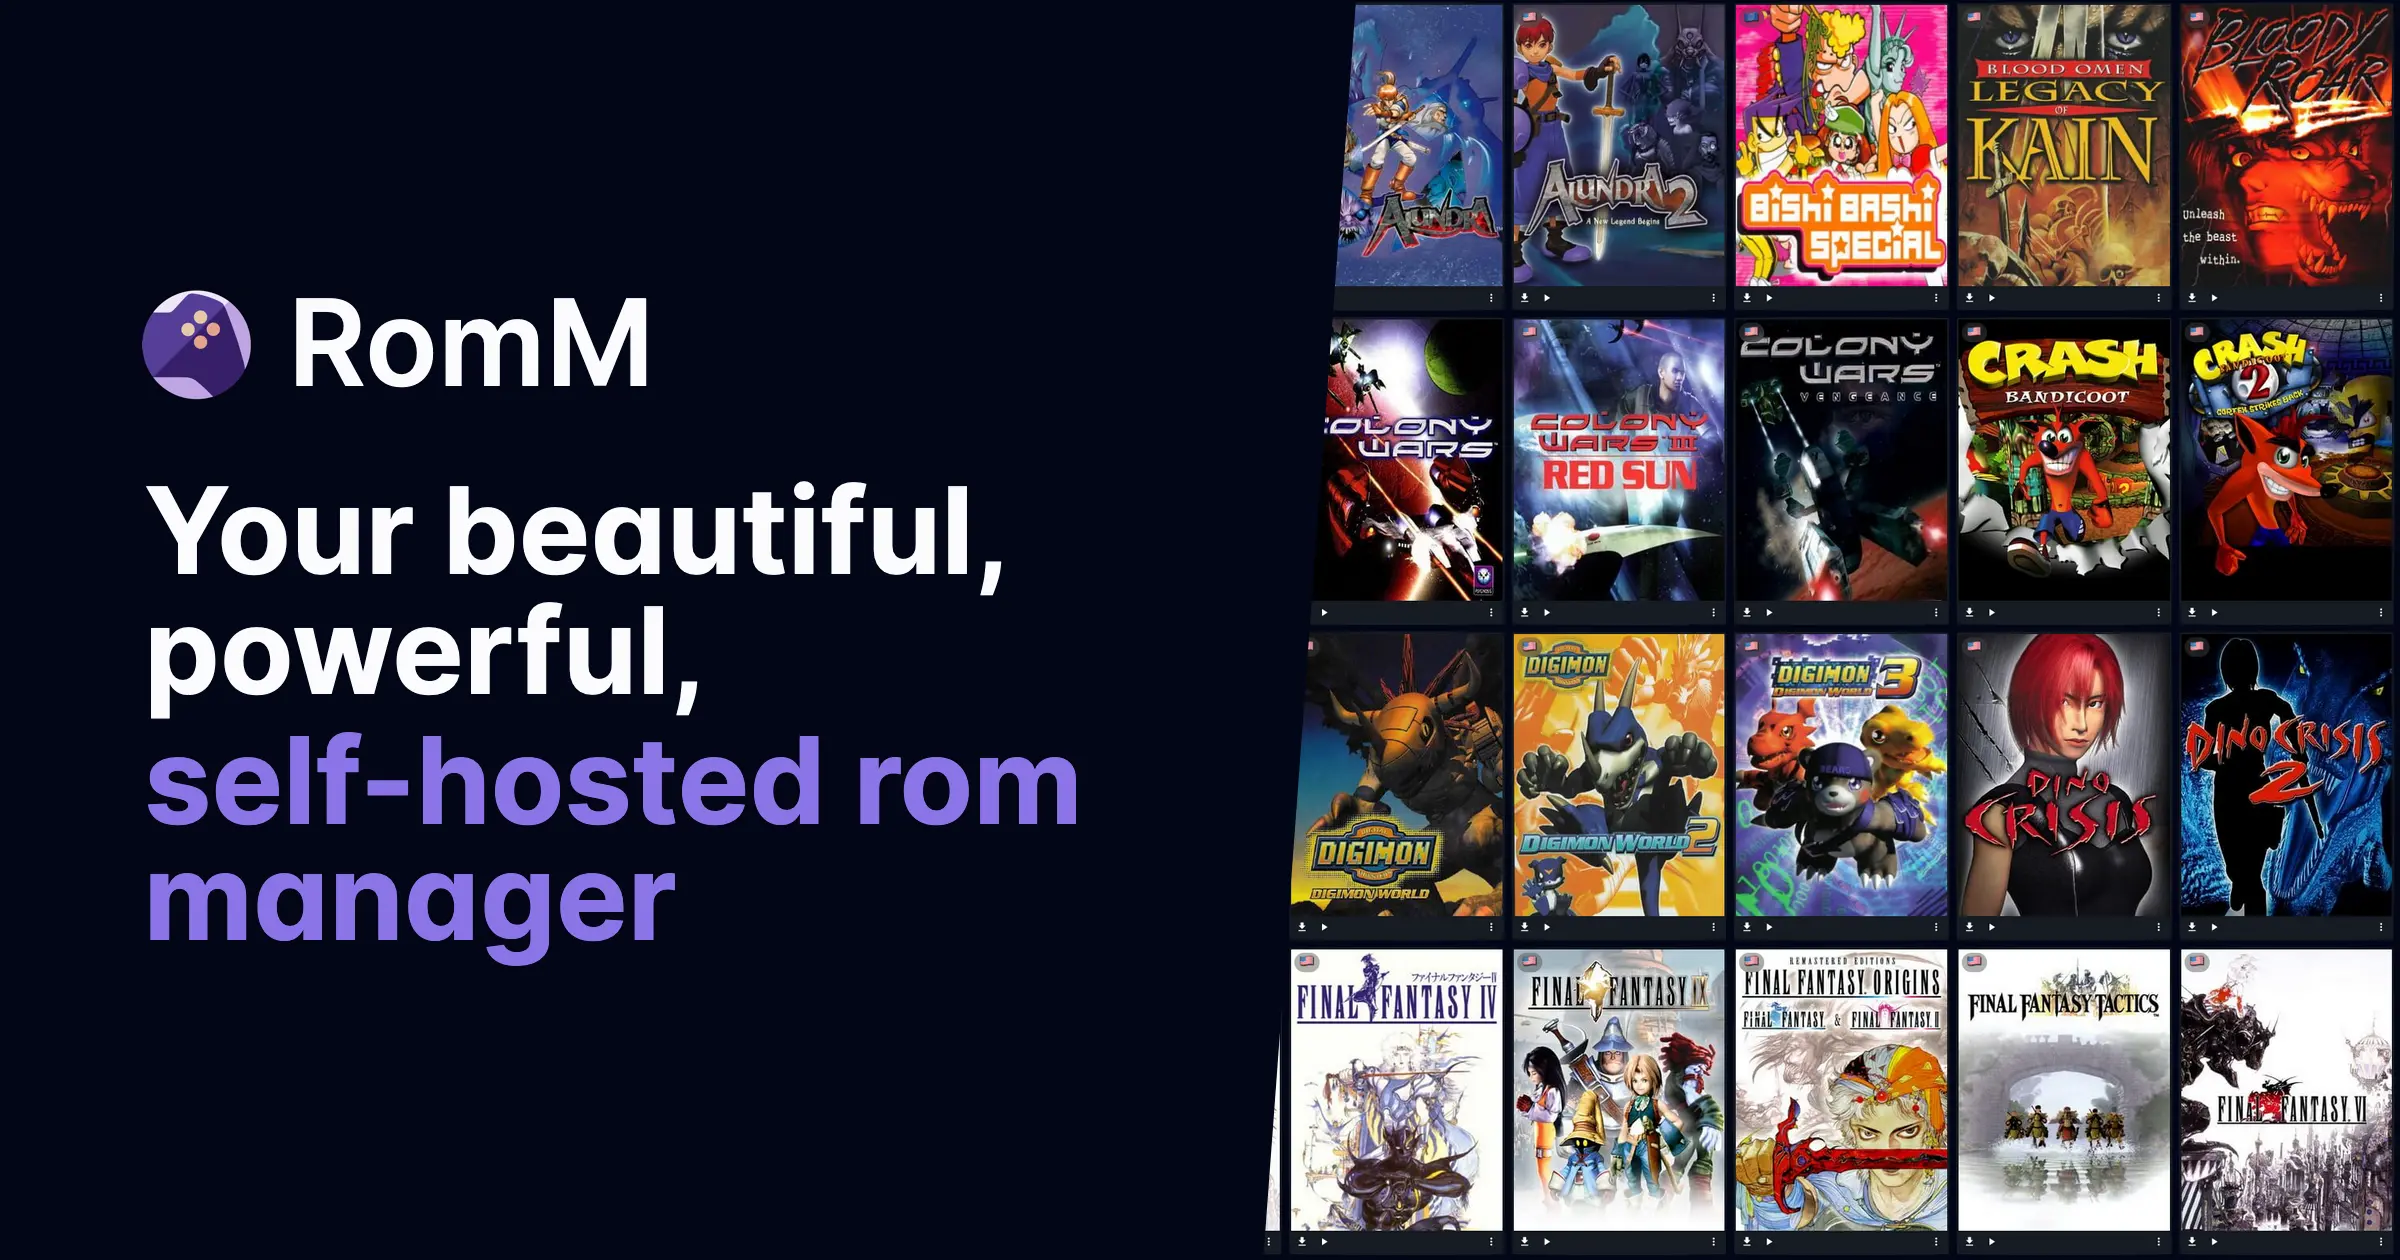 RomM
Your beautiful,
powerful,
self-hosted rom
manager
ALUNDRA
ALUNDRA 2
A New Legend Begins
BISHI BASHI
SPECIAL
BLOOD OMEN
LEGACY
OF
KAIN
BLOODY
ROAR
Unleash
the beast
within.
COLONY
WARS
COLONY
WARS III
RED SUN
COLONY
WARS
VENGEANCE
CRASH
BANDICOOT
CRASH
BANDICOOT
2
CORTEX STRIKES BACK
DIGIMON
DIGIMON WORLD
DIGIMON
DIGIMON WORLD 2
DIGIMON 3
DIGIMON WORLD
BEARS
DINO
CRISIS
DINO CRISIS
2
ファイナルファンタジーIV
FINAL FANTASY IV
FINAL FANTASY IX
REMASTERED EDITIONS
FINAL FANTASY ORIGINS
FINAL FANTASY & FINAL FANTASY II
FINAL FANTASY TACTICS
FINAL FANTASY VI